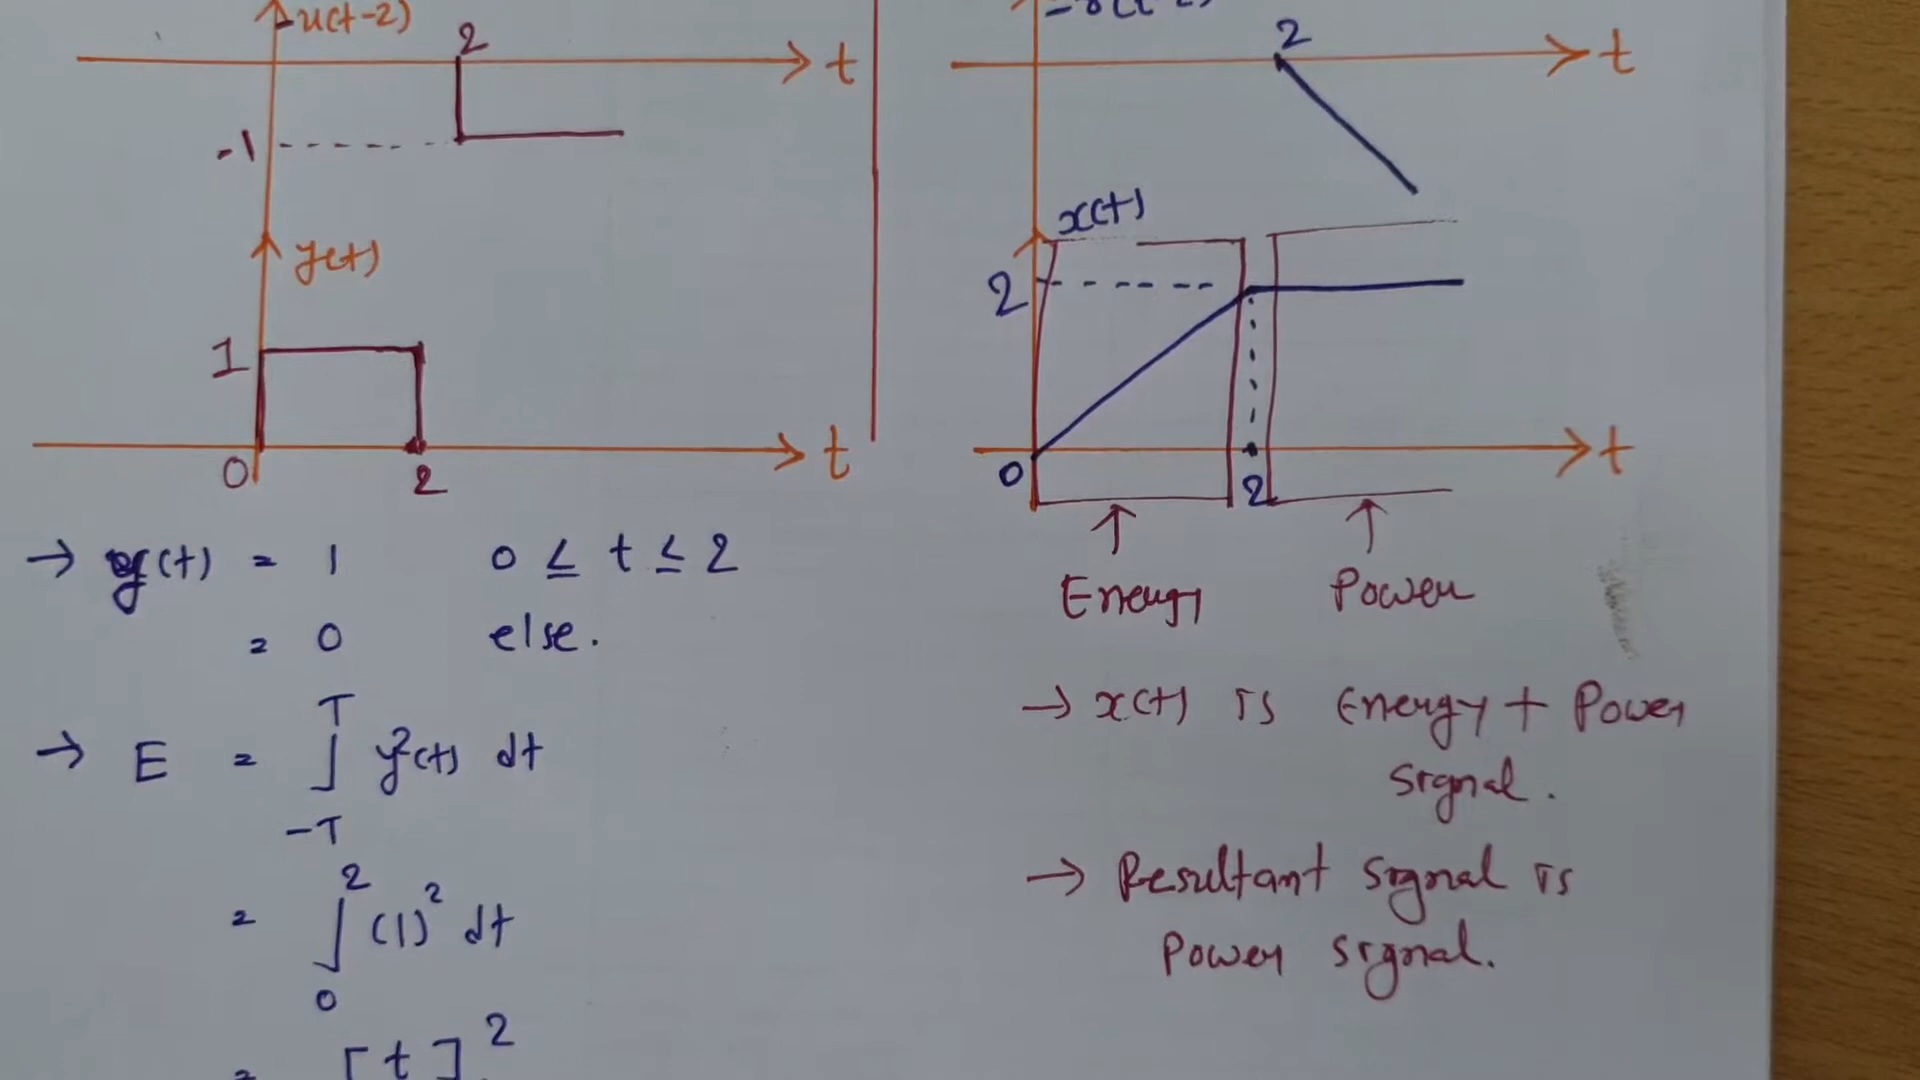 -u(t-2)
2
t
-1
y(t)
1
0
2
t
→ y(t) = 1 0 ≤ t ≤ 2
= 0 else.
T
→ E = ∫ y²(t) dt
-T
2
= ∫ (1)² dt
0
= [t]²
2
t
x(t)
2
0
2
t
Energy Power
→ x(t) is Energy + Power
signal.
→ Resultant signal is
Power signal.